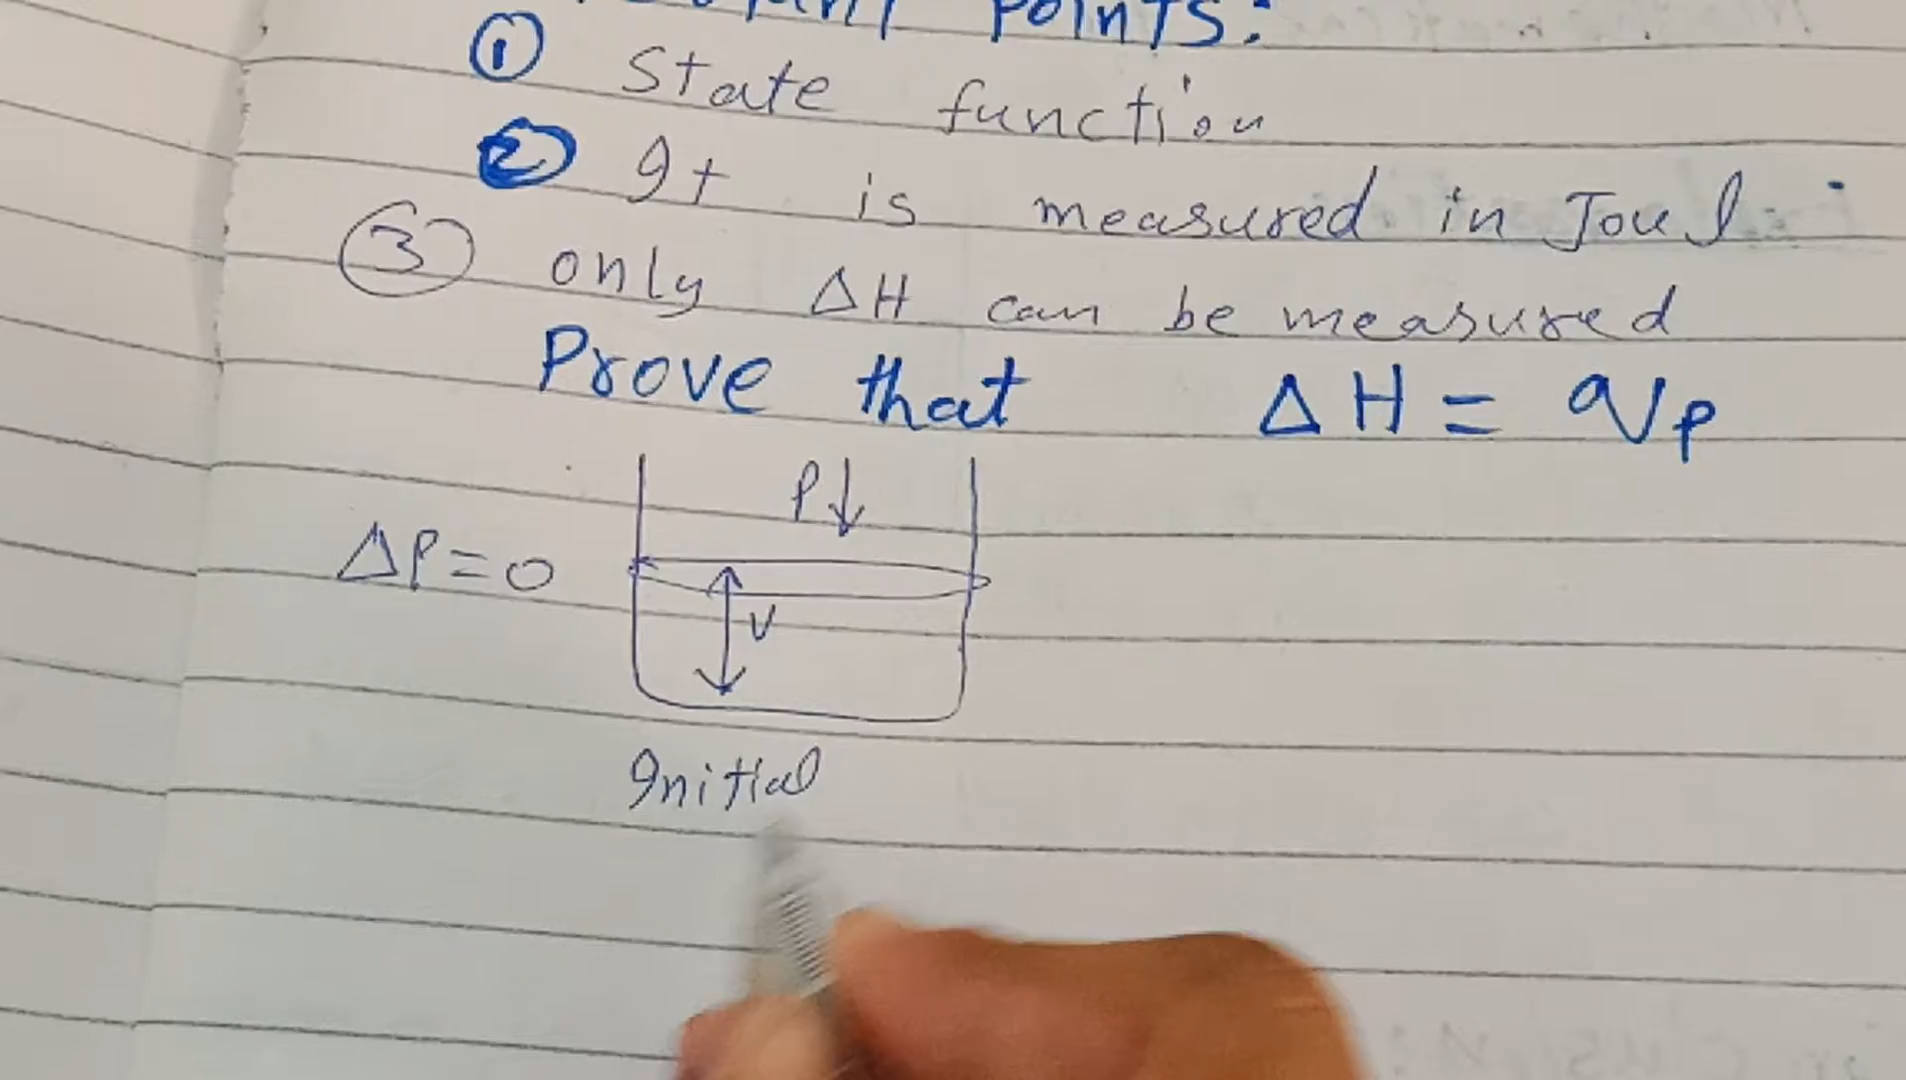 Points:
① State function
② It is measured in Joul
③ only ΔH can be measured
Prove that ΔH = qp
P↓
ΔP=0
V
Initial